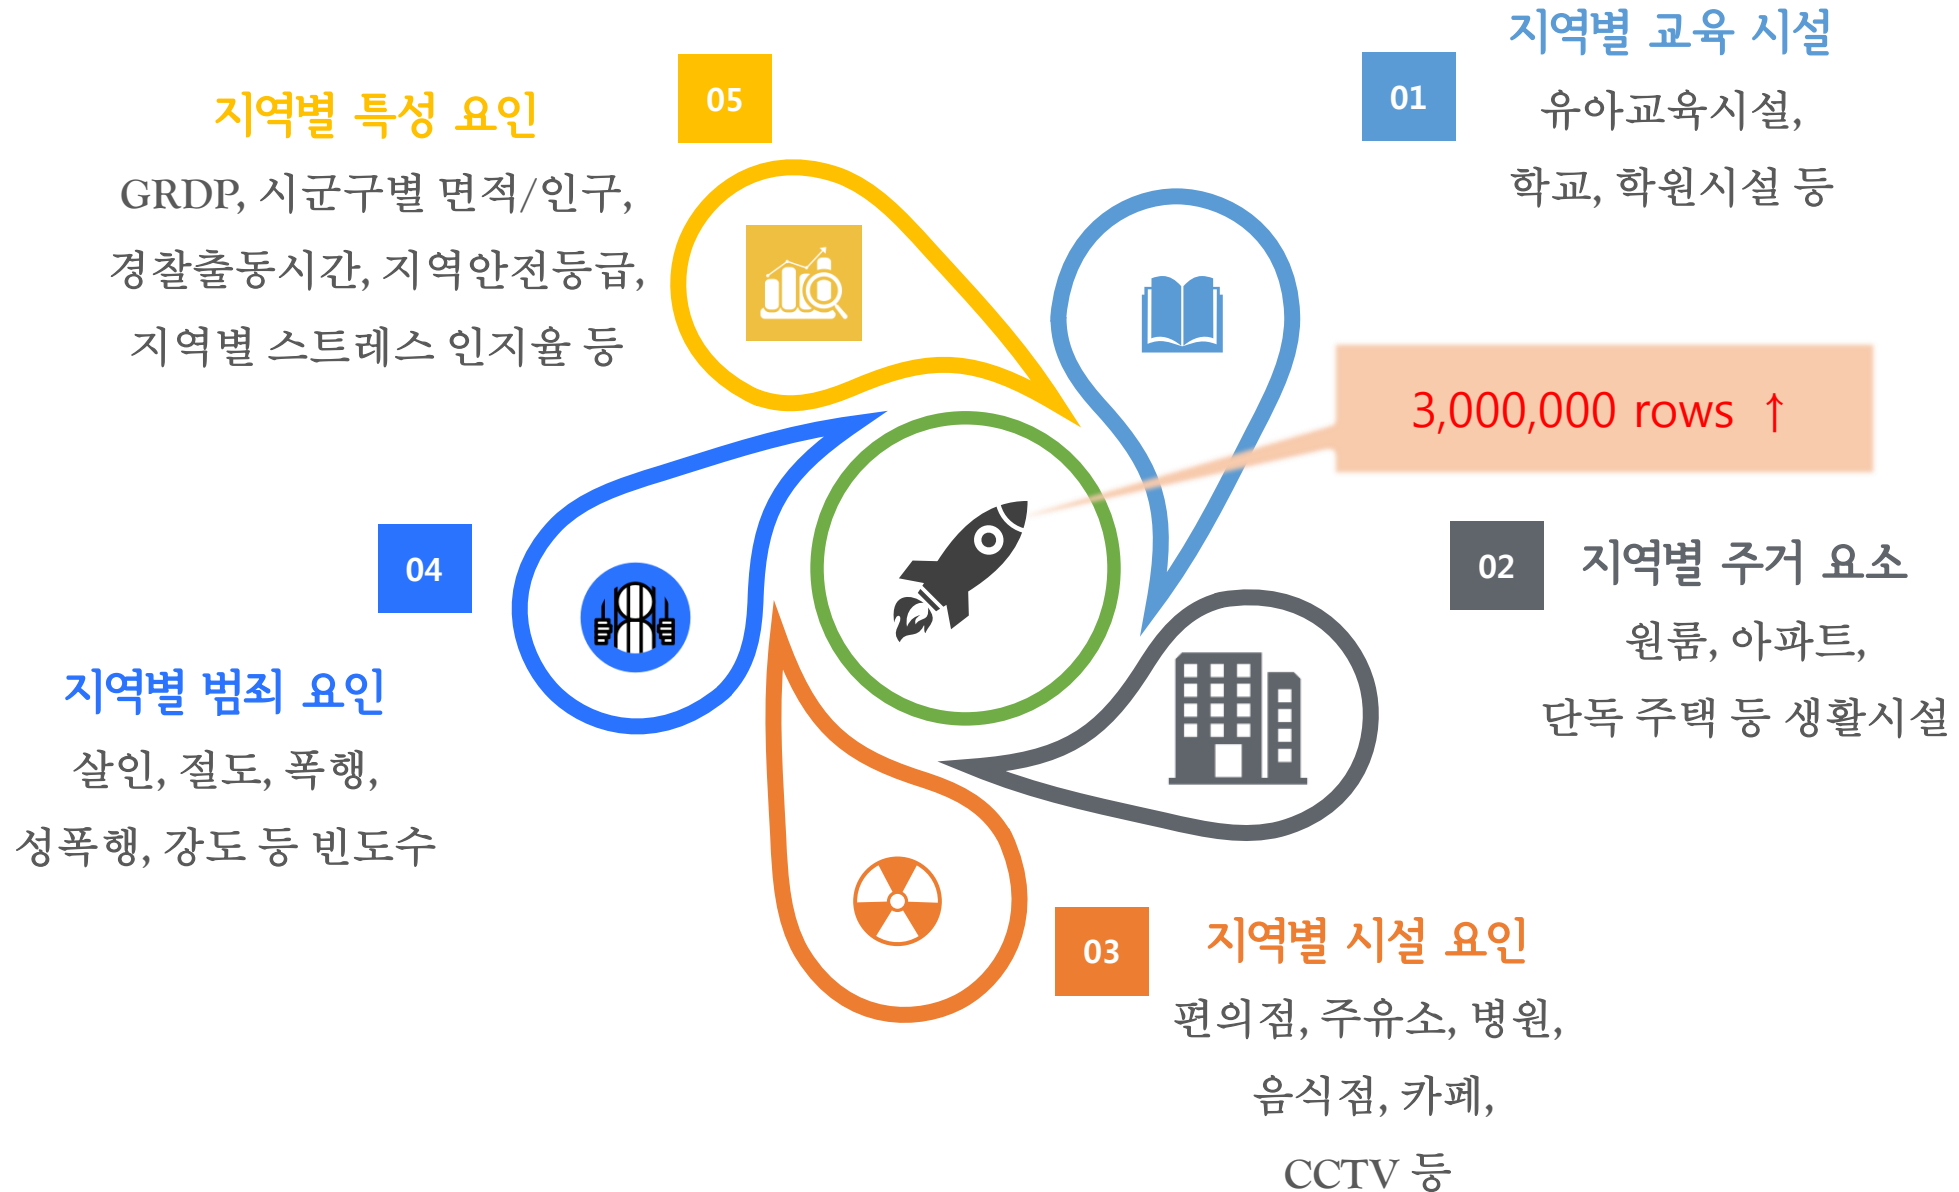 01
지역별 교육 시설
유아교육시설,
학교, 학원시설 등
3,000,000 rows ↑
02
지역별 주거 요소
원룸, 아파트,
단독 주택 등 생활시설
03
지역별 시설 요인
편의점, 주유소, 병원,
음식점, 카페,
CCTV 등
04
지역별 범죄 요인
살인, 절도, 폭행,
성폭행, 강도 등 빈도수
05
지역별 특성 요인
GRDP, 시군구별 면적/인구,
경찰출동시간, 지역안전등급,
지역별 스트레스 인지율 등